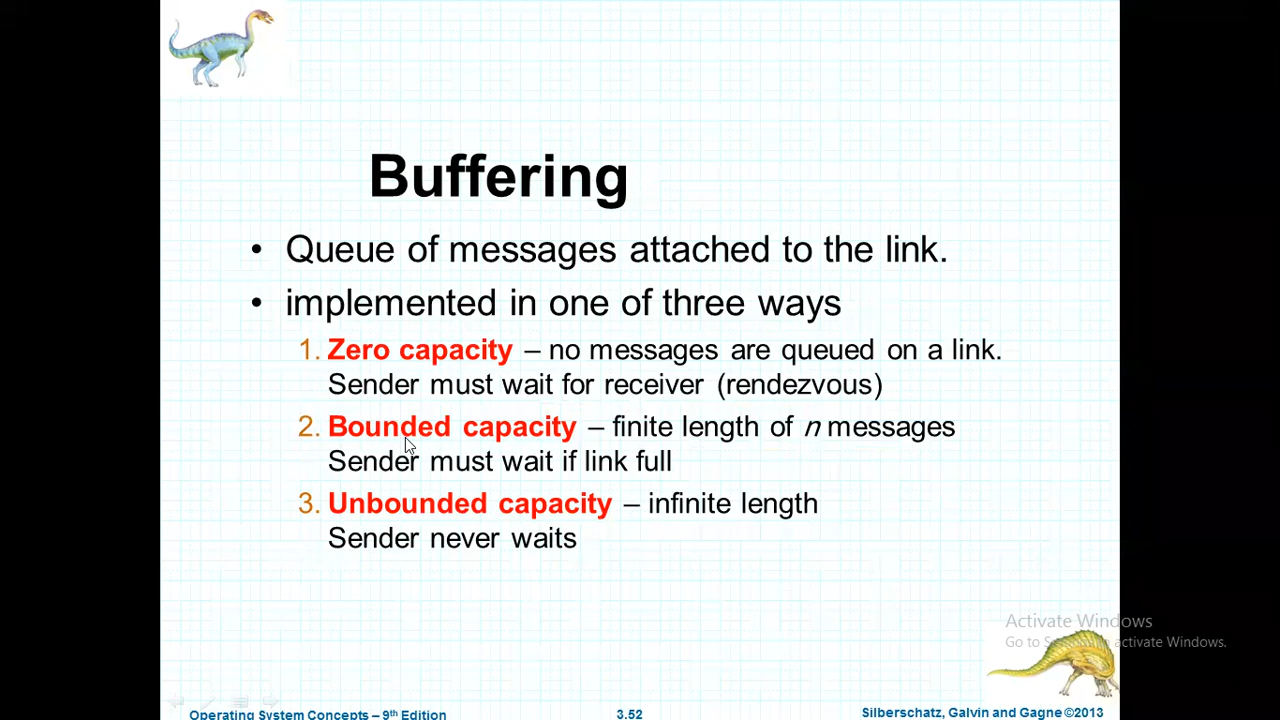 Buffering
• Queue of messages attached to the link.
• implemented in one of three ways
1. Zero capacity – no messages are queued on a link.
Sender must wait for receiver (rendezvous)
2. Bounded capacity – finite length of n messages
Sender must wait if link full
3. Unbounded capacity – infinite length
Sender never waits
Activate Windows
Go to activate Windows.
Operating System Concepts – 9th Edition
3.52
Silberschatz, Galvin and Gagne ©2013